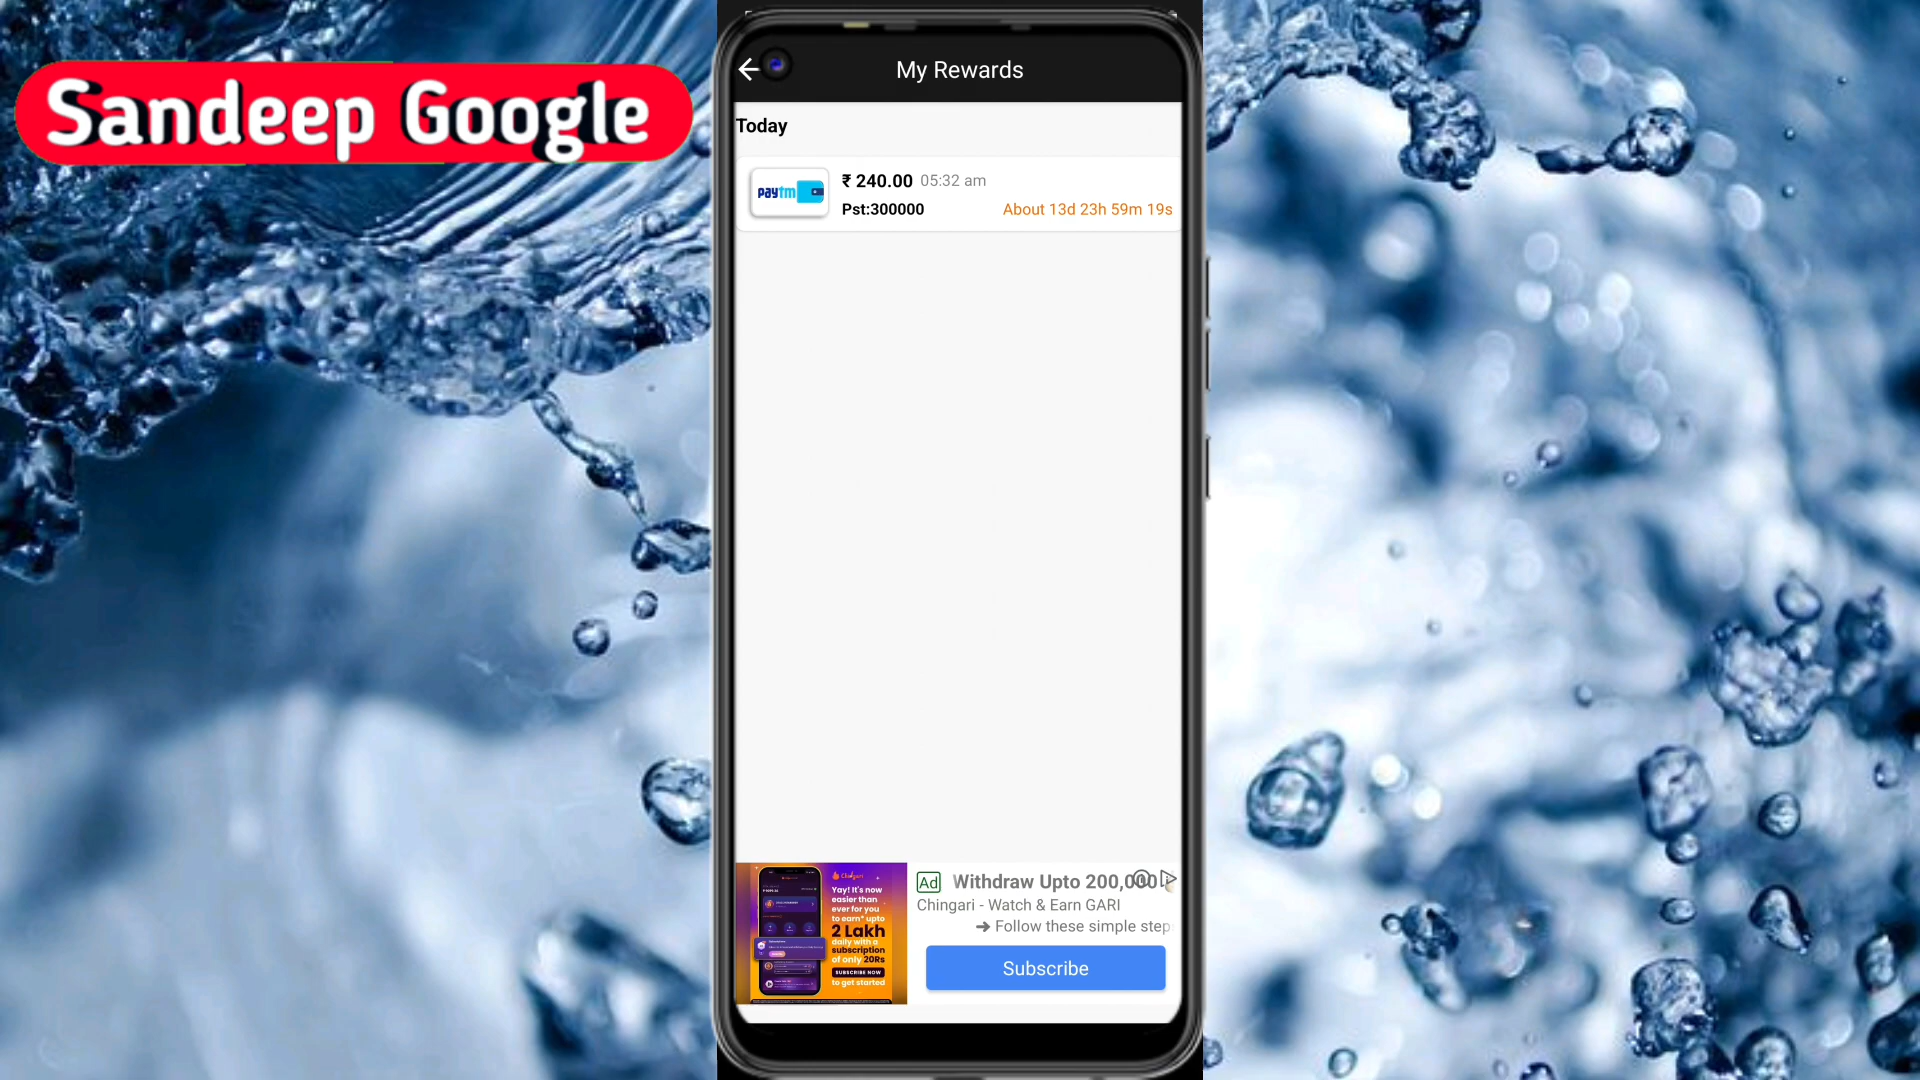 Sandeep Google
My Rewards
Today
paytm
₹ 240.00 05:32 am
Pst:300000
About 13d 23h 59m 19s
Chingari
Yay! It's now
easier than
ever for you
to earn* upto
2 Lakh
daily with a
subscription
of only 20Rs
SUBSCRIBE NOW
to get started
Ad Withdraw Upto 200,000
Chingari - Watch & Earn GARI
➔ Follow these simple step
Subscribe